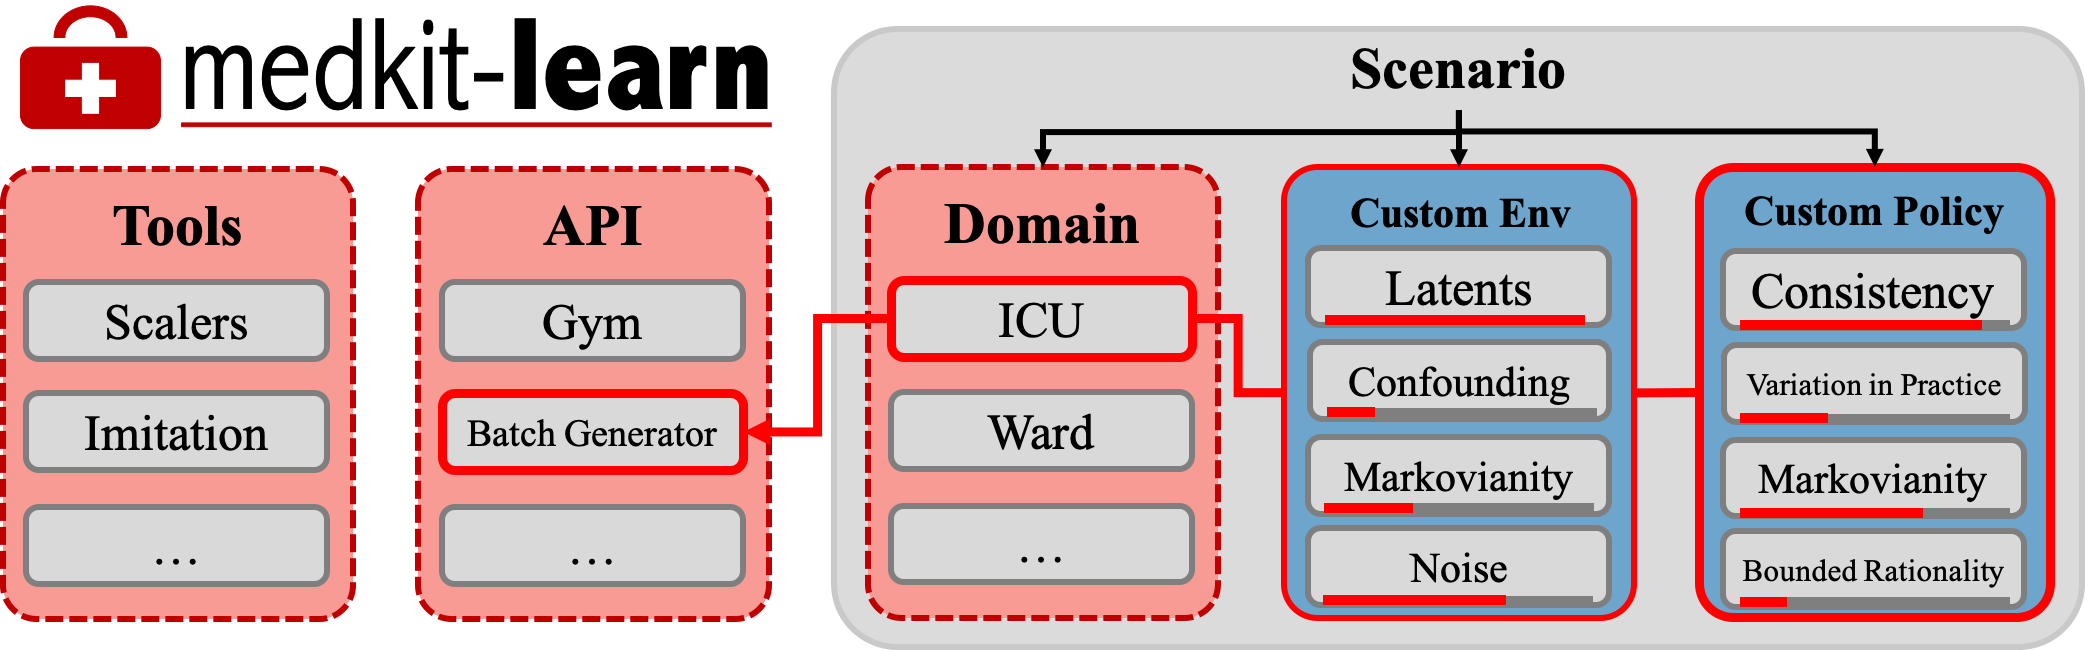 medkit-learn
Scenario
Tools
Scalers
Imitation
...
API
Gym
Batch Generator
...
Domain
ICU
Ward
...
Custom Env
Latents
Confounding
Markovianity
Noise
Custom Policy
Consistency
Variation in Practice
Markovianity
Bounded Rationality